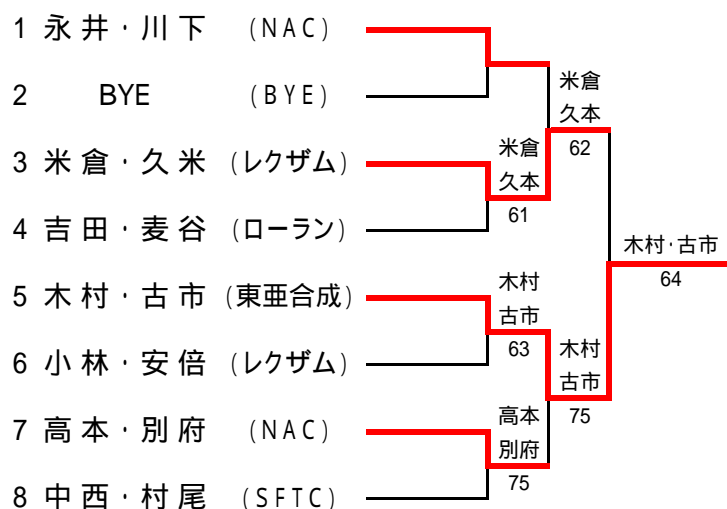 1 永井・川下 (NAC)
2 BYE (BYE)
3 米倉・久米 (レクザム)
4 吉田・麦谷 (ローラン)
5 木村・古市 (東亜合成)
6 小林・安倍 (レクザム)
7 高本・別府 (NAC)
8 中西・村尾 (SFTC)
米倉
久本
61
木村
古市
63
高本
別府
75
米倉
久本
62
木村
古市
75
木村・古市
64